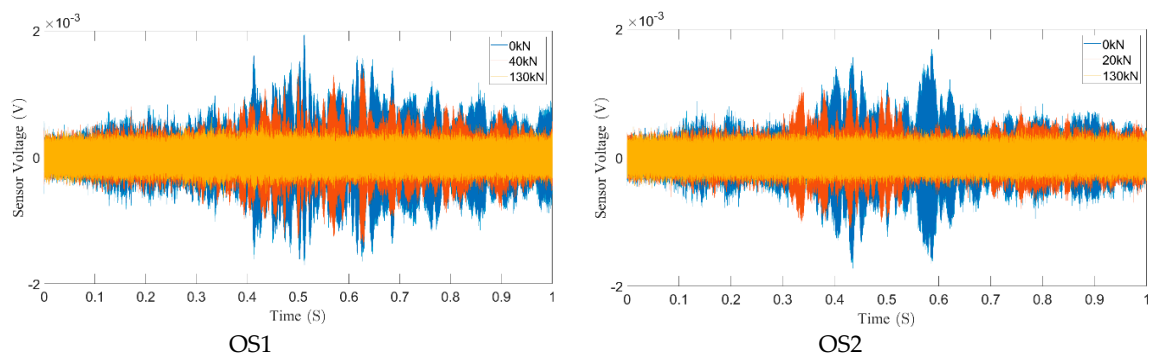 ×10⁻³
2
0
-2
Sensor Voltage (V)
0kN
40kN
130kN
0 0.1 0.2 0.3 0.4 0.5 0.6 0.7 0.8 0.9 1
Time (S)
OS1
×10⁻³
2
0
-2
Sensor Voltage (V)
0kN
20kN
130kN
0 0.1 0.2 0.3 0.4 0.5 0.6 0.7 0.8 0.9 1
Time (S)
OS2